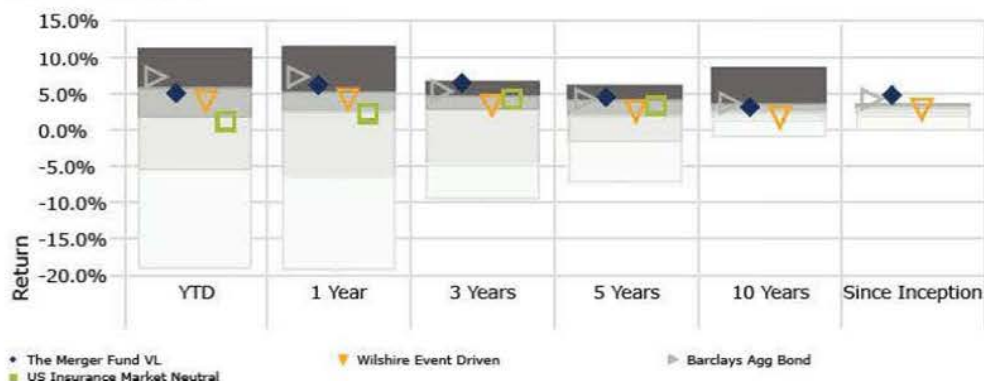 15.0%
10.0%
5.0%
0.0%
-5.0%
-10.0%
-15.0%
-20.0%
Return
YTD 1 Year 3 Years 5 Years 10 Years Since Inception
The Merger Fund VL Wilshire Event Driven Barclays Agg Bond
US Insurance Market Neutral